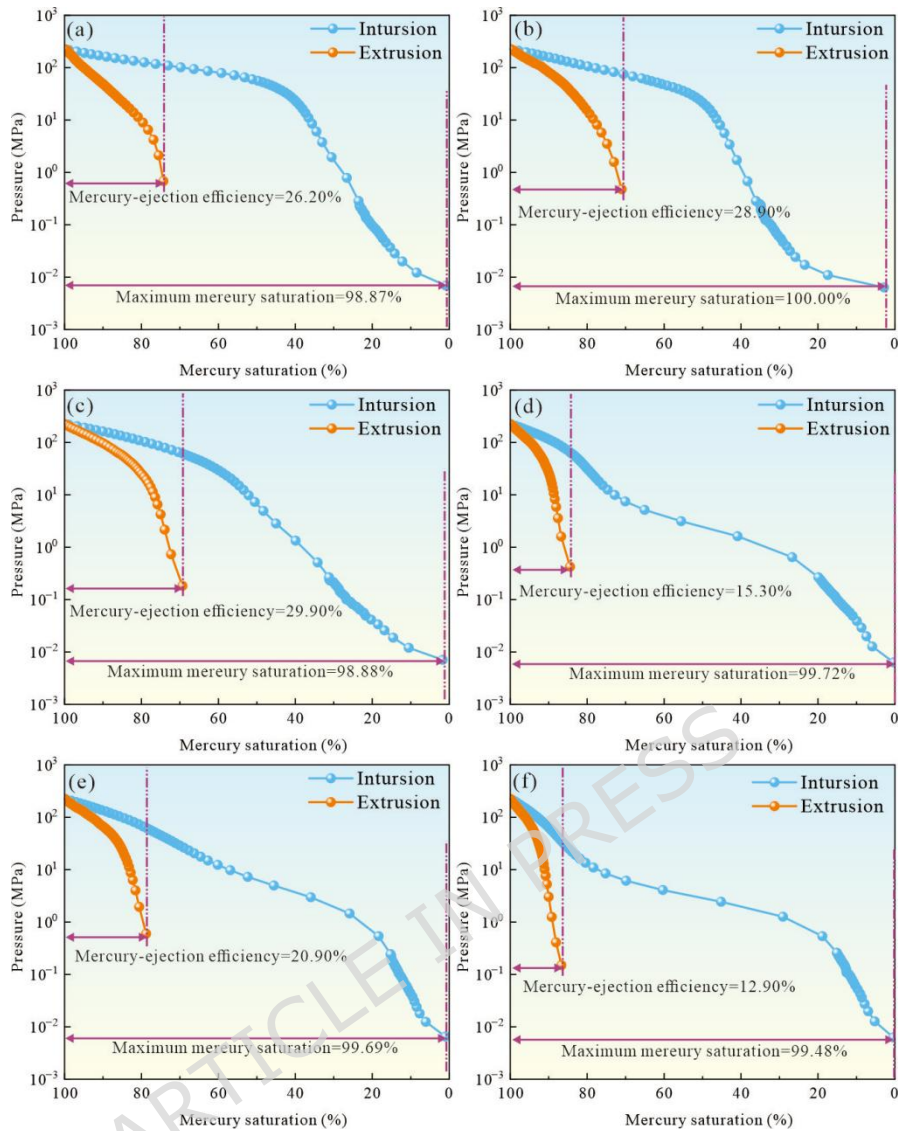 (a)
Intursion
Extrusion
Mercury-ejection efficiency=26.20%
Maximum mereury saturation=98.87%
Pressure (MPa)
10³
10²
10¹
10⁰
10⁻¹
10⁻²
10⁻³
100 80 60 40 20 0
Mercury saturation (%)
(b)
Intursion
Extrusion
Mercury-ejection efficiency=28.90%
Maximum mereury saturation=100.00%
Pressure (MPa)
10³
10²
10¹
10⁰
10⁻¹
10⁻²
10⁻³
100 80 60 40 20 0
Mercury saturation (%)
(c)
Intursion
Extrusion
Mercury-ejection efficiency=29.90%
Maximum mereury saturation=98.88%
Pressure (MPa)
10³
10²
10¹
10⁰
10⁻¹
10⁻²
10⁻³
100 80 60 40 20 0
Mercury saturation (%)
(d)
Intursion
Extrusion
Mercury-ejection efficiency=15.30%
Maximum mereury saturation=99.72%
Pressure (MPa)
10³
10²
10¹
10⁰
10⁻¹
10⁻²
10⁻³
100 80 60 40 20 0
Mercury saturation (%)
(e)
Intursion
Extrusion
Mercury-ejection efficiency=20.90%
Maximum mereury saturation=99.69%
Pressure (MPa)
10³
10²
10¹
10⁰
10⁻¹
10⁻²
10⁻³
100 80 60 40 20 0
Mercury saturation (%)
(f)
Intursion
Extrusion
Mercury-ejection efficiency=12.90%
Maximum mereury saturation=99.48%
Pressure (MPa)
10³
10²
10¹
10⁰
10⁻¹
10⁻²
10⁻³
100 80 60 40 20 0
Mercury saturation (%)
ARTICLE IN PRESS